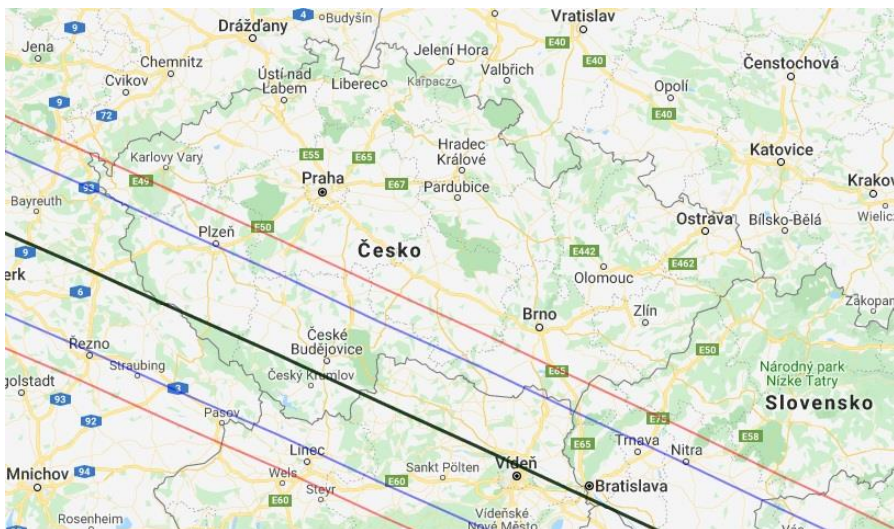 9
4
Budyšín
Vratislav
Drážďany
Jena
Chemnitz
Jelení Hora
E40
E40
Čenstochová
Cvikov
Ústí nad
Labem
Liberec
Karpacz
Valbřich
Opolí
9
72
E40
E55
E65
Hradec
Králové
Katovice
Karlovy Vary
E49
93
Praha
E67
Pardubice
Krakov
Bayreuth
Wielicz
Plzeň
E50
Ostrava
Bílsko-Bělá
9
Česko
E442
E462
erk
Olomouc
6
Zlín
Zakopan
Brno
České
Budějovice
Řezno
E50
Straubing
Český Krumlov
E65
Národný park
Nízke Tatry
3
golstadt
93
Slovensko
92
Pasov
E75
E65
E58
Trnava
Nitra
Linec
Vídeň
Mnichov
94
Wels
Sankt Pölten
E60
Steyr
E60
Bratislava
Rosenheim
Vídeňské
Nové Město